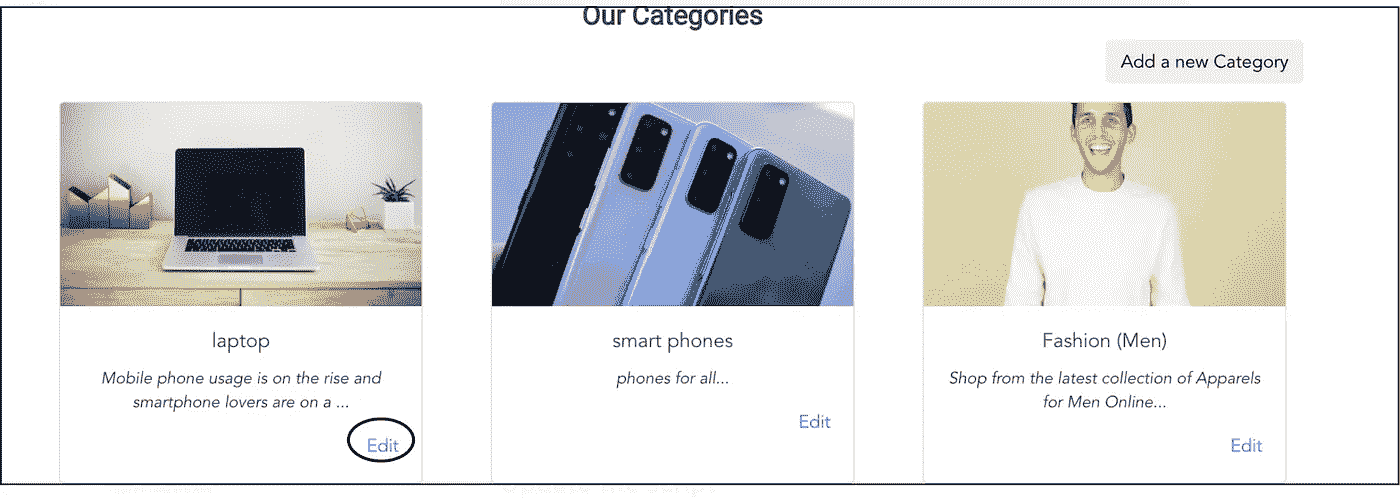 Our Categories
Add a new Category
laptop
Mobile phone usage is on the rise and
smartphone lovers are on a ...
Edit
smart phones
phones for all...
Edit
Fashion (Men)
Shop from the latest collection of Apparels
for Men Online...
Edit